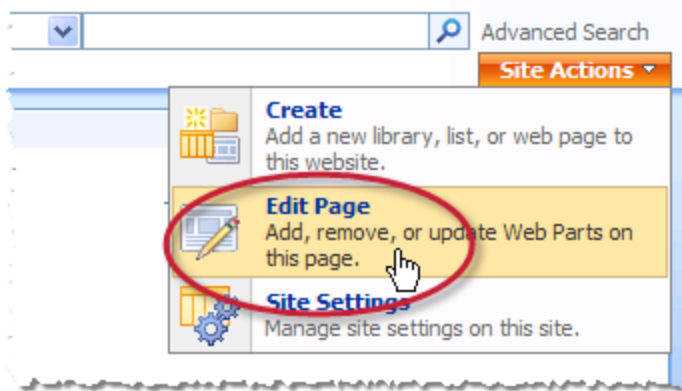 Advanced Search
Site Actions
Create
Add a new library, list, or web page to
this website.
Edit Page
Add, remove, or update Web Parts on
this page.
Site Settings
Manage site settings on this site.